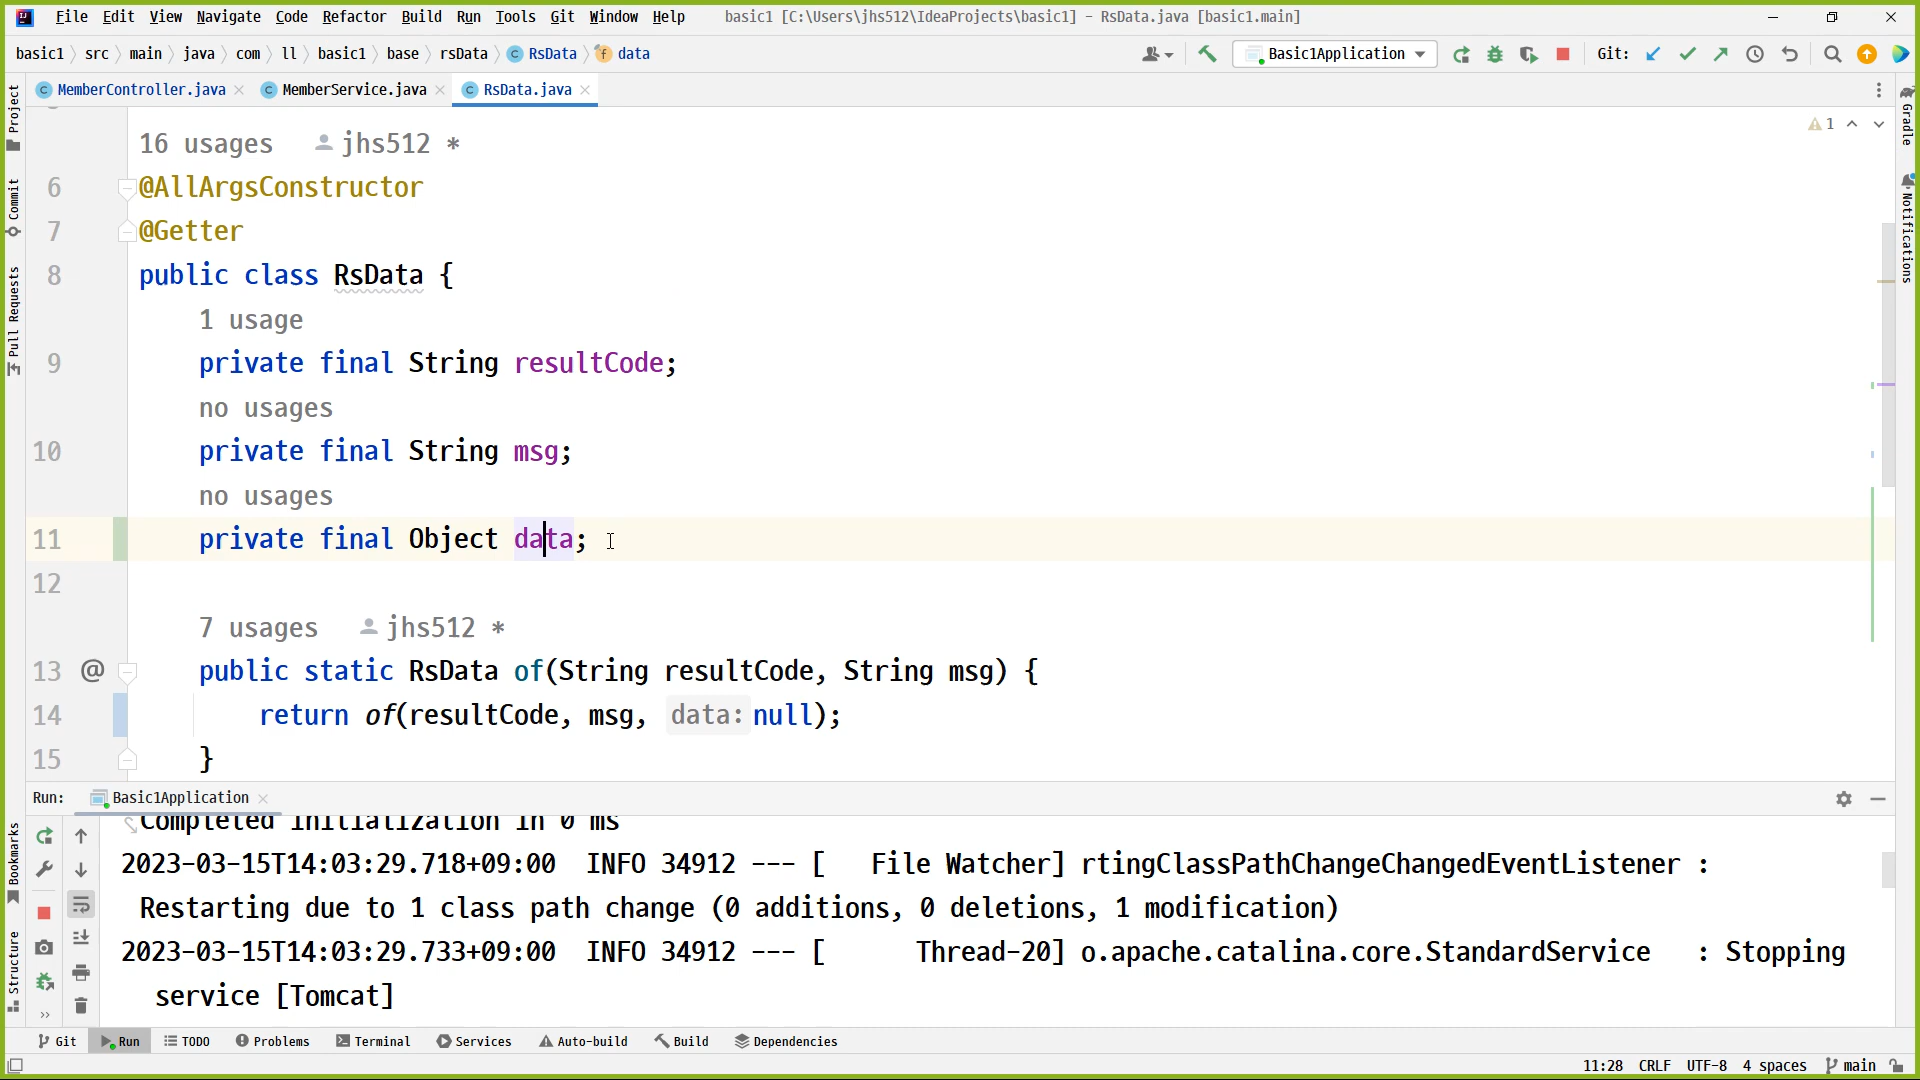 File Edit View Navigate Code Refactor Build Run Tools Git Window Help basic1 [C:\Users\jhs512\IdeaProjects\basic1] - RsData.java [basic1.main]
basic1 src main java com ll basic1 base rsData RsData data Basic1Application Git:
MemberController.java MemberService.java RsData.java
Project
Commit
Pull Requests
Bookmarks
Structure
Gradle
Notifications
1
16 usages jhs512 *
6 @AllArgsConstructor
7 @Getter
8 public class RsData {
1 usage
9 private final String resultCode;
no usages
10 private final String msg;
no usages
11 private final Object data;
12
7 usages jhs512 *
13 @ public static RsData of(String resultCode, String msg) {
14 return of(resultCode, msg, data: null);
15 }
Run: Basic1Application
Completed initialization in 0 ms
2023-03-15T14:03:29.718+09:00 INFO 34912 --- [ File Watcher] rtingClassPathChangeChangedEventListener :
Restarting due to 1 class path change (0 additions, 0 deletions, 1 modification)
2023-03-15T14:03:29.733+09:00 INFO 34912 --- [ Thread-20] o.apache.catalina.core.StandardService : Stopping
service [Tomcat]
Git Run TODO Problems Terminal Services Auto-build Build Dependencies
11:28 CRLF UTF-8 4 spaces main